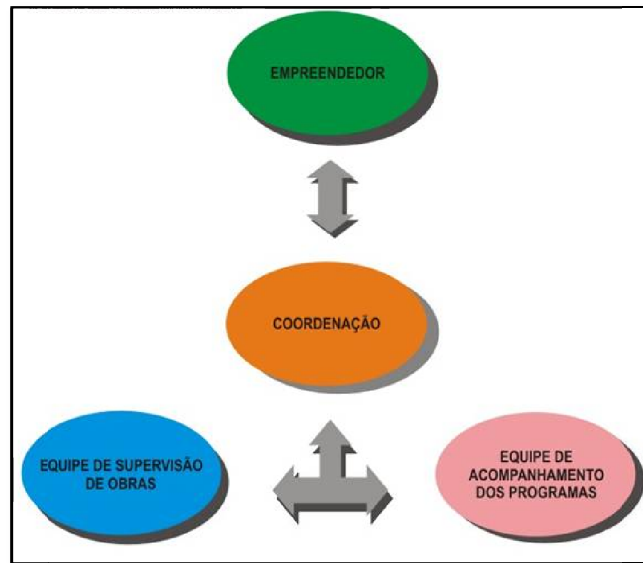 EMPREENDEDOR
COORDENAÇÃO
EQUIPE DE SUPERVISÃO
DE OBRAS
EQUIPE DE
ACOMPANHAMENTO
DOS PROGRAMAS